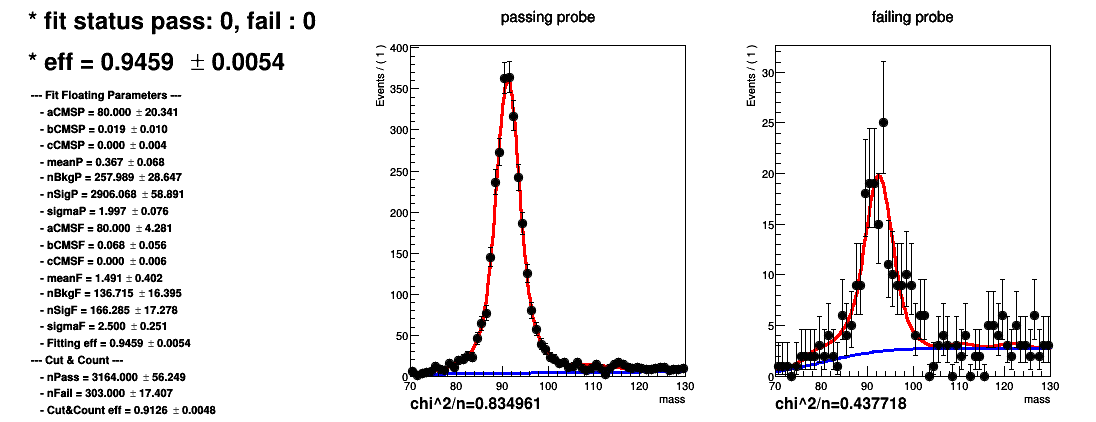 * fit status pass: 0, fail : 0
* eff = 0.9459 ± 0.0054
--- Fit Floating Parameters ---
- aCMSP = 80.000 ± 20.341
- bCMSP = 0.019 ± 0.010
- cCMSP = 0.000 ± 0.004
- meanP = 0.367 ± 0.068
- nBkgP = 257.989 ± 28.647
- nSigP = 2906.068 ± 58.891
- sigmaP = 1.997 ± 0.076
- aCMSF = 80.000 ± 4.281
- bCMSF = 0.068 ± 0.056
- cCMSF = 0.000 ± 0.006
- meanF = 1.491 ± 0.402
- nBkgF = 136.715 ± 16.395
- nSigF = 166.285 ± 17.278
- sigmaF = 2.500 ± 0.251
- Fitting eff = 0.9459 ± 0.0054
--- Cut & Count ---
- nPass = 3164.000 ± 56.249
- nFail = 303.000 ± 17.407
- Cut&Count eff = 0.9126 ± 0.0048
passing probe
Events / ( 1 )
400
350
300
250
200
150
100
50
0
70 80 90 100 110 120 130
mass
chi^2/n=0.834961
failing probe
Events / ( 1 )
30
25
20
15
10
5
0
70 80 90 100 110 120 130
mass
chi^2/n=0.437718